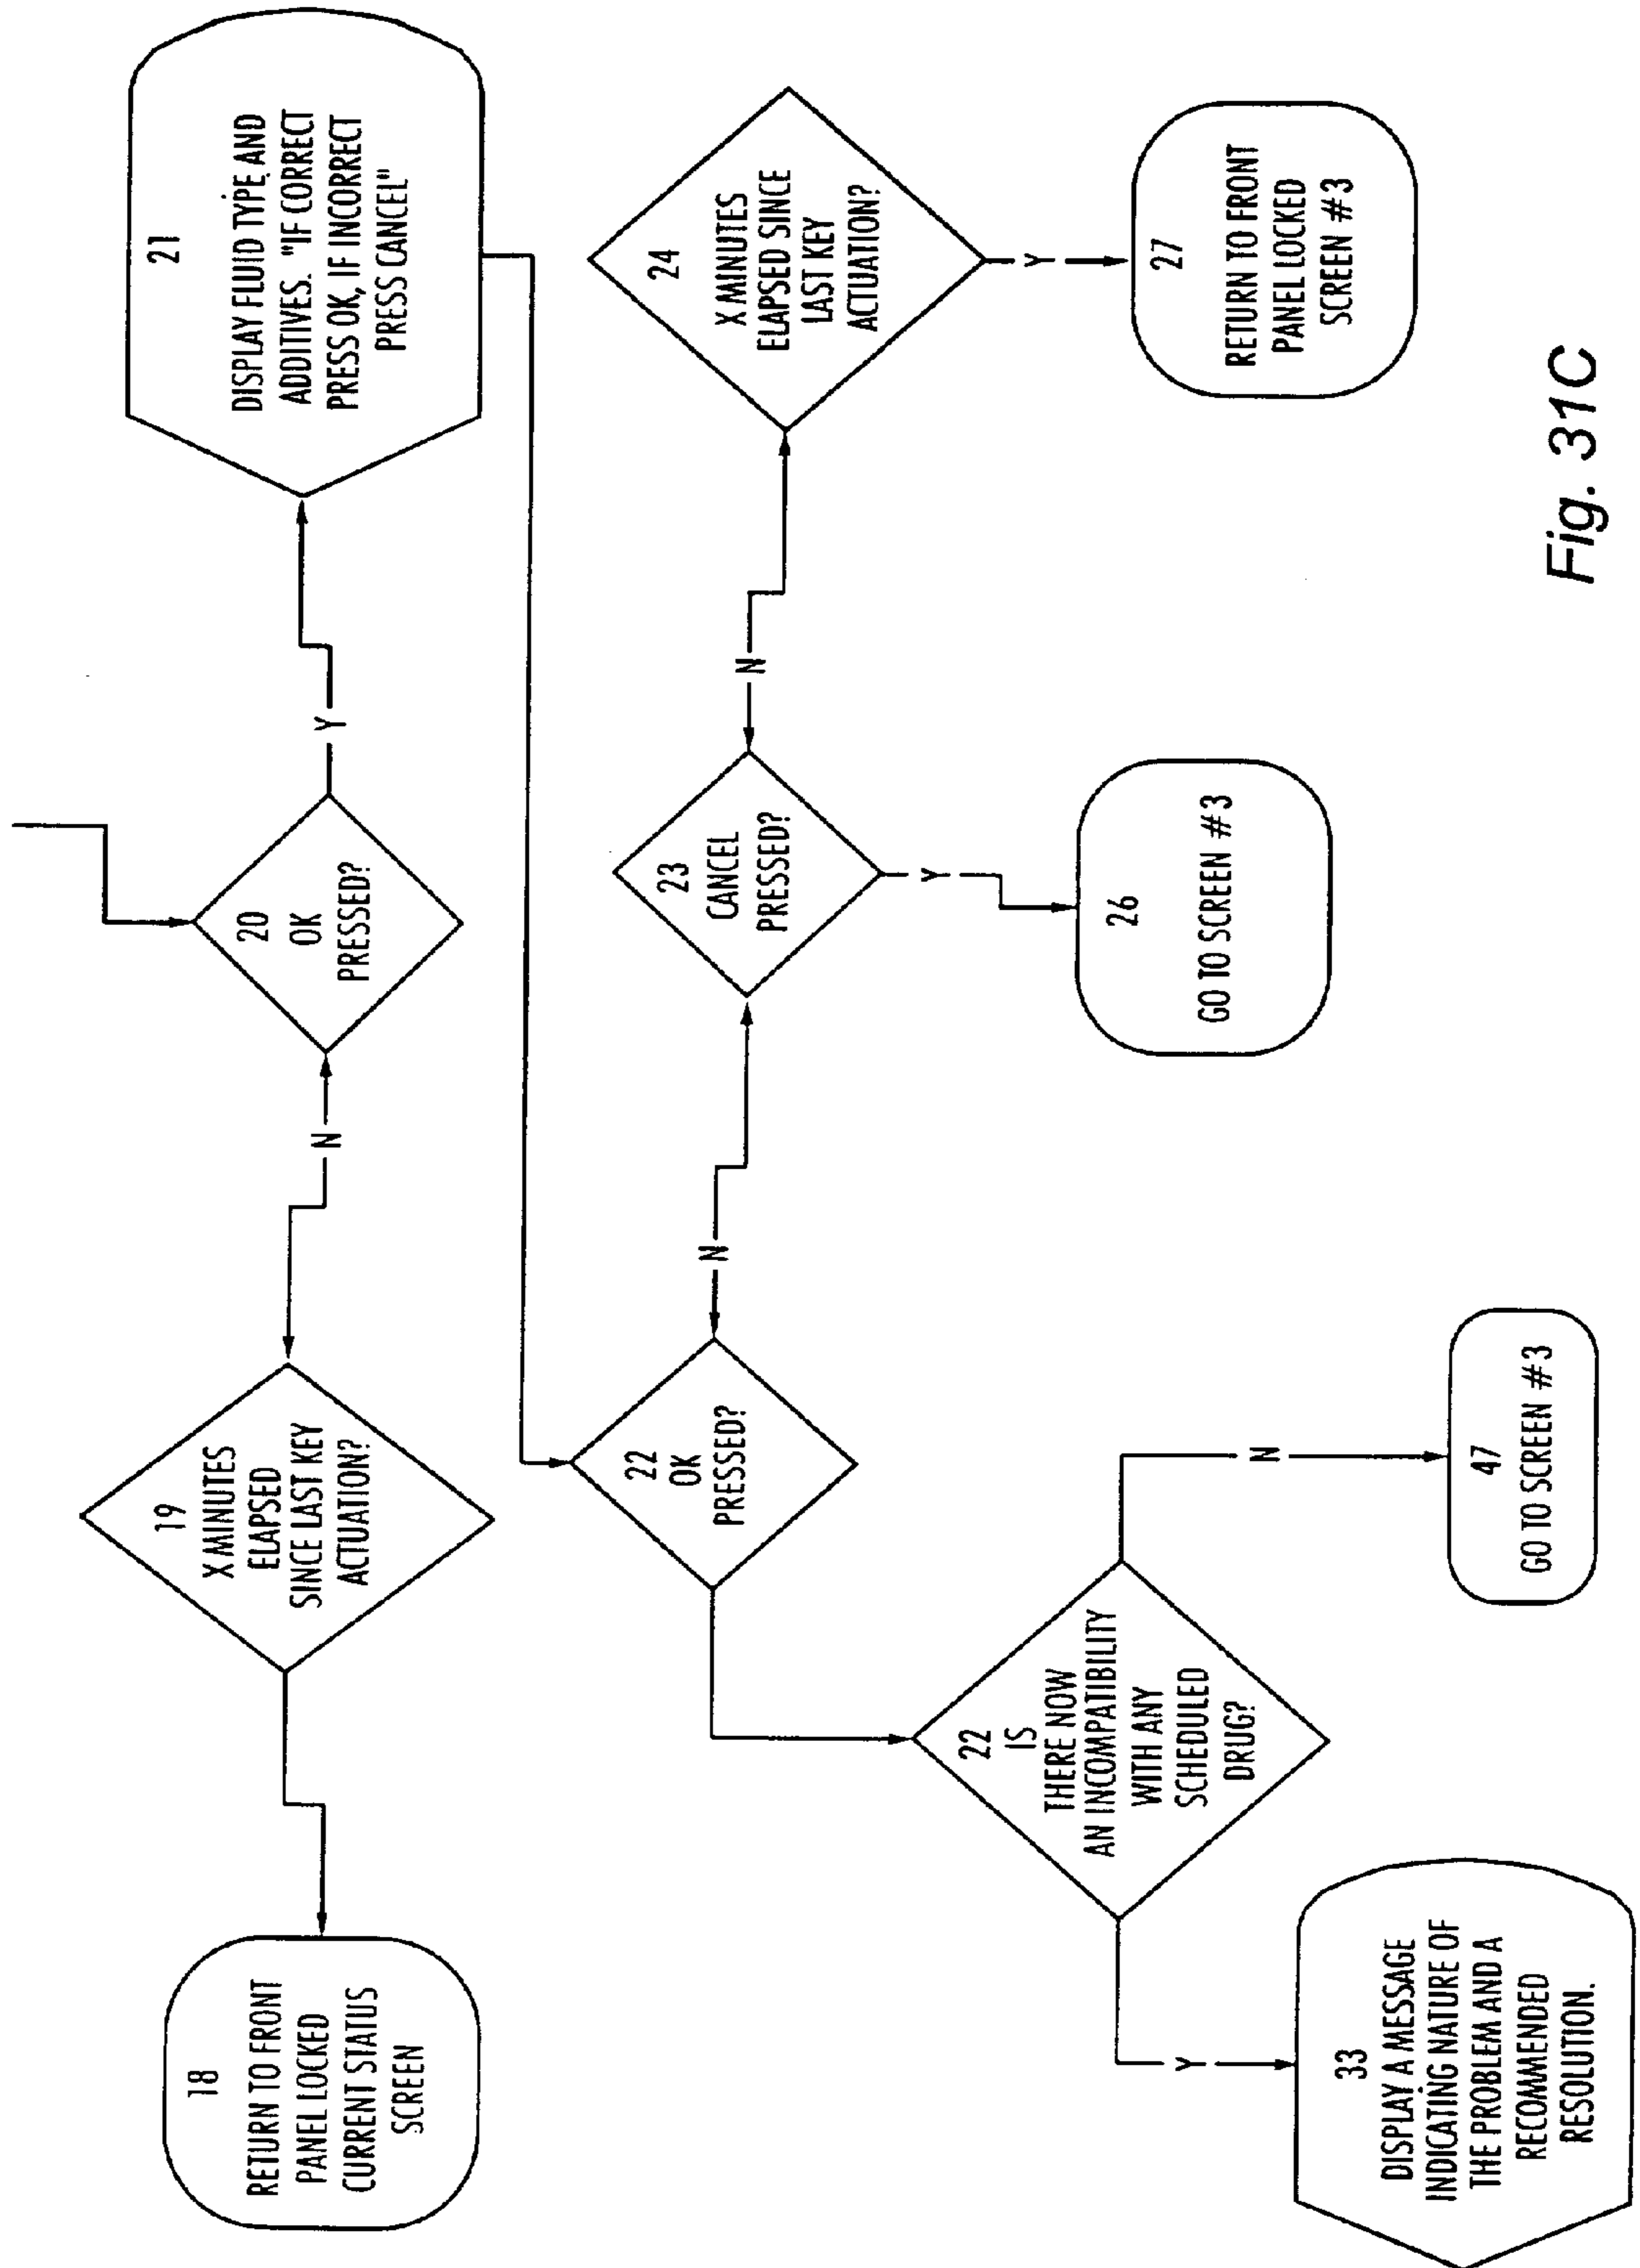 18
RETURN TO FRONT
PANEL LOCKED
CURRENT STATUS
SCREEN
19
X MINUTES
ELAPSED
SINCE LAST KEY
ACTUATION?
N
20
OK
PRESSED?
Y
21
DISPLAY FLUID TYPE AND
ADDITIVES. "IF CORRECT
PRESS OK, IF INCORRECT
PRESS CANCEL"
22
OK
PRESSED?
N
23
CANCEL
PRESSED?
N
24
X MINUTES
ELAPSED SINCE
LAST KEY
ACTUATION?
Y
Y
22
IS
THERE NOW
AN INCOMPATIBILITY
WITH ANY
SCHEDULED
DRUG?
Y
N
33
DISPLAY A MESSAGE
INDICATING NATURE OF
THE PROBLEM AND A
RECOMMENDED
RESOLUTION.
47
GO TO SCREEN #3
26
GO TO SCREEN #3
27
RETURN TO FRONT
PANEL LOCKED
SCREEN #3
Fig. 31C